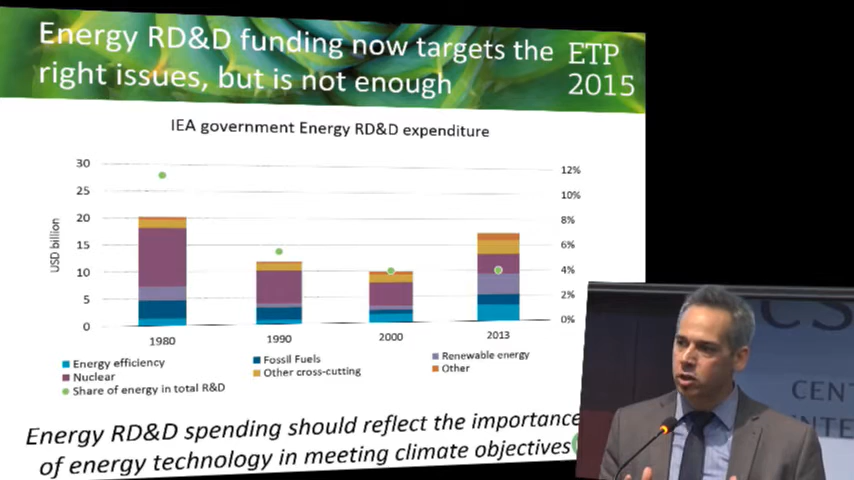 Energy RD&D funding now targets the
right issues, but is not enough
ETP
2015
IEA government Energy RD&D expenditure
30
25
20
15
10
5
0
USD billion
12%
10%
8%
6%
4%
2%
0%
1980
1990
2000
2013
Energy efficiency
Fossil Fuels
Renewable energy
Nuclear
Other cross-cutting
Other
Share of energy in total R&D
Energy RD&D spending should reflect the importance
of energy technology in meeting climate objectives
CS
CENT
INTE